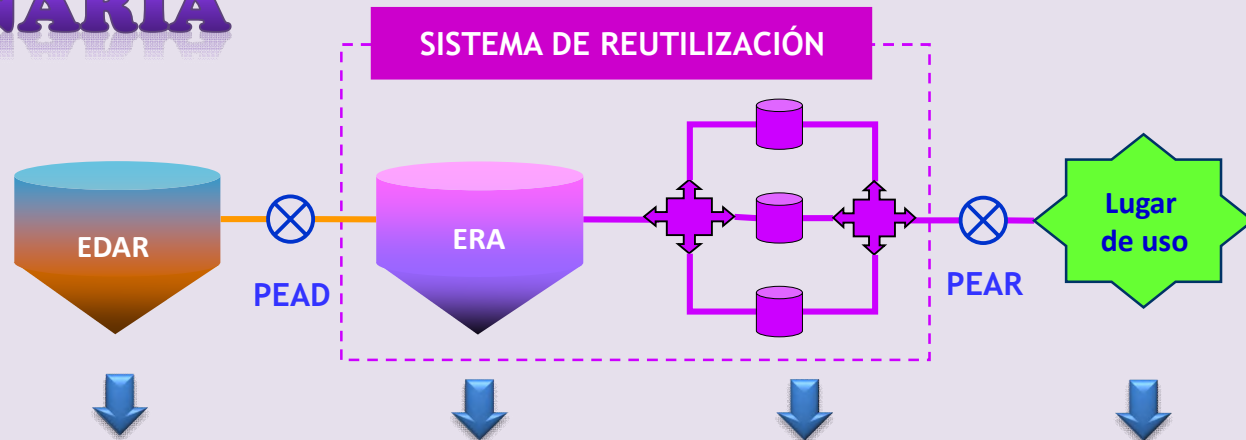 SISTEMA DE REUTILIZACIÓN
EDAR
PEAD
ERA
PEAR
Lugar
de uso